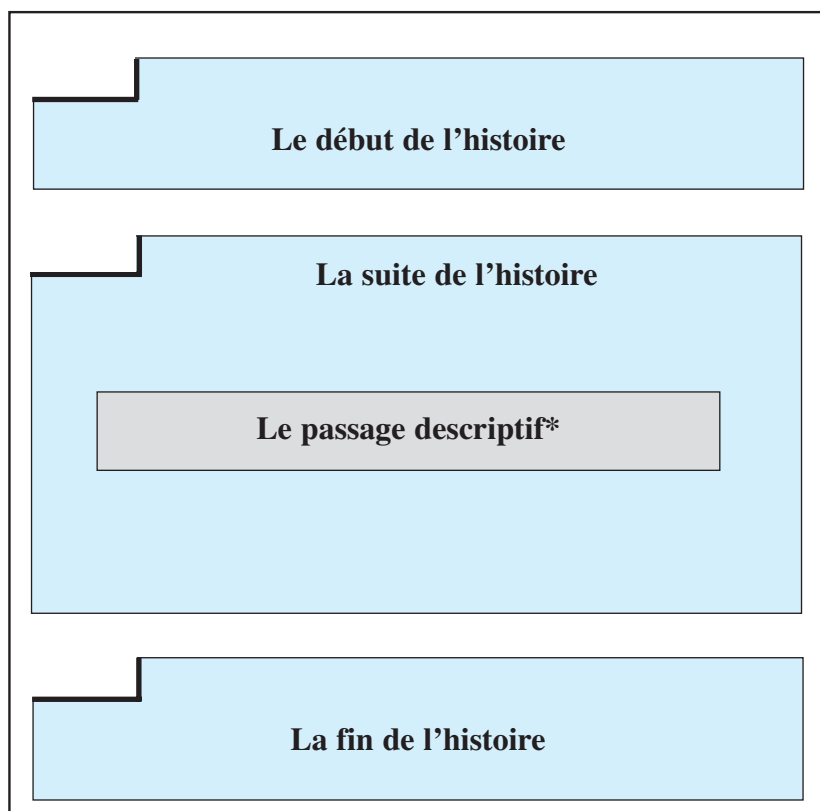 Le début de l’histoire
La suite de l’histoire
Le passage descriptif*
La fin de l’histoire